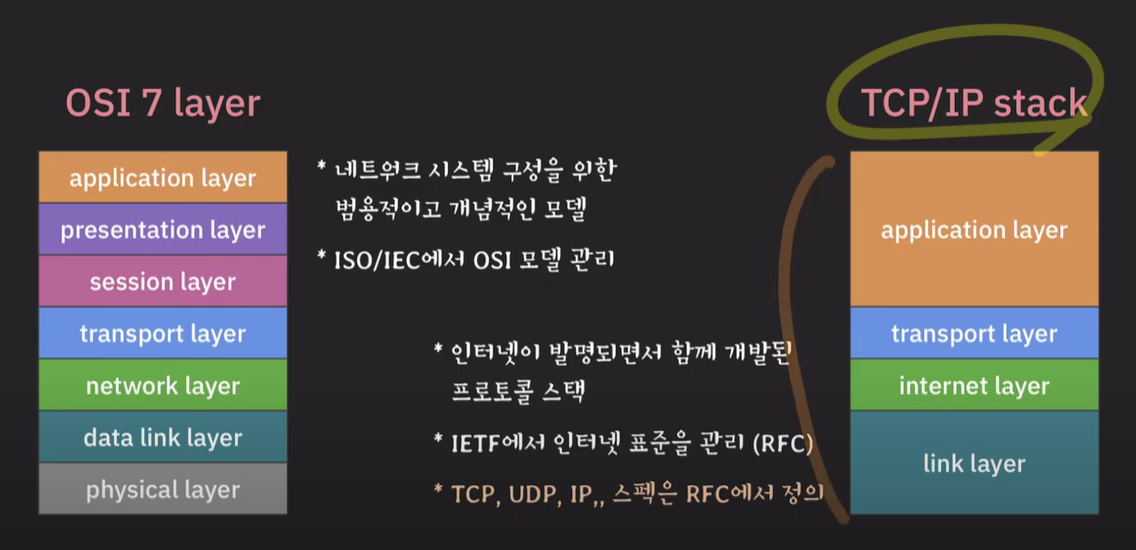 OSI 7 layer
application layer
presentation layer
session layer
transport layer
network layer
data link layer
physical layer
* 네트워크 시스템 구성을 위한
범용적이고 개념적인 모델
* ISO/IEC에서 OSI 모델 관리
* 인터넷이 발명되면서 함께 개발된
프로토콜 스택
* IETF에서 인터넷 표준을 관리 (RFC)
* TCP, UDP, IP,, 스펙은 RFC에서 정의
TCP/IP stack
application layer
transport layer
internet layer
link layer